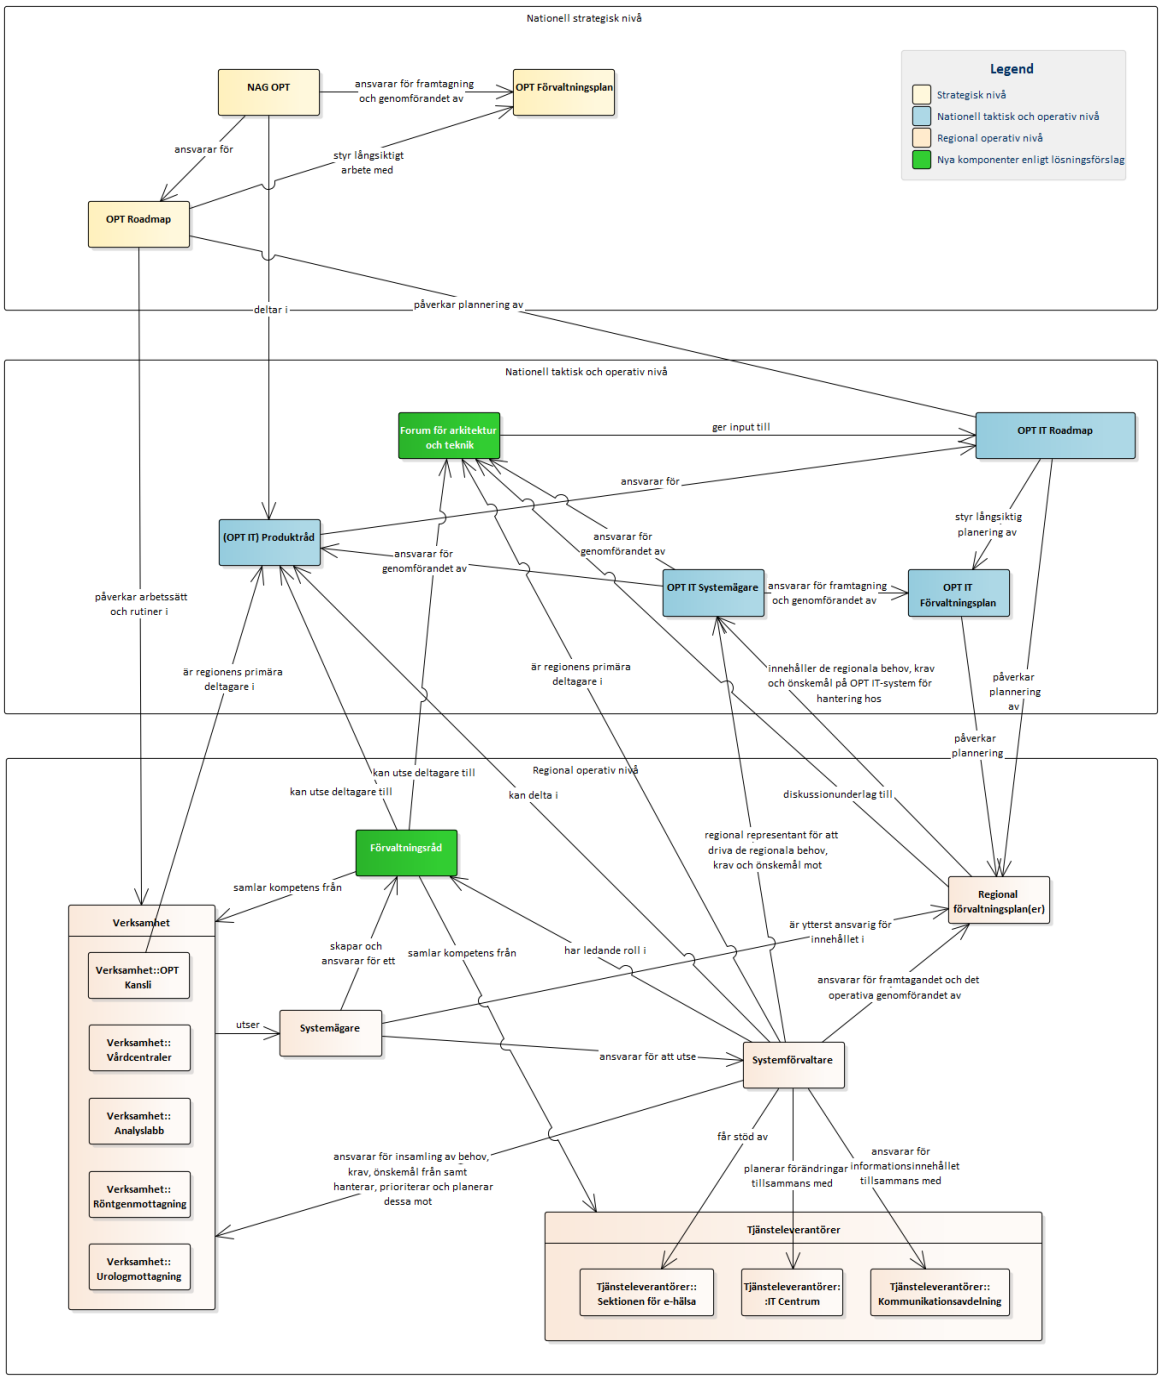 Nationell strategisk nivå
NAG OPT
ansvarar för framtagning
och genomförandet av
OPT Förvaltningsplan
Legend
Strategisk nivå
Nationell taktisk och operativ nivå
Regional operativ nivå
Nya komponenter enligt lösningsförslag
ansvarar för
styr långsiktigt
arbete med
OPT Roadmap
deltar i
påverkar plannering av
Nationell taktisk och operativ nivå
Forum för arkitektur
och teknik
ger input till
OPT IT Roadmap
ansvarar för
(OPT IT) Produktråd
styr långsiktig
planering av
ansvarar för
genomförandet av
ansvarar för
genomförandet av
OPT IT Systemägare
ansvarar för framtagning
och genomförandet av
OPT IT
Förvaltningsplan
påverkar arbetssätt
och rutiner i
är regionens primära
deltagare i
är regionens primära
deltagare i
innehåller de regionala behov, krav
och önskemål på OPT IT-system för
hantering hos
påverkar
plannering
av
påverkar
plannering
Regional operativ nivå
kan utse deltagare till
kan utse deltagare till
kan delta i
diskussionunderlag till
regional representant för att
driva de regionala behov,
krav och önskemål mot
Förvaltningsråd
samlar kompetens från
Regional
förvaltningsplan(er)
Verksamhet
är ytterst ansvarig för
innehållet i
skapar och
ansvarar för ett
samlar kompetens från
har ledande roll i
Verksamhet::OPT
Kansli
ansvarar för framtagandet och det
operativa genomförandet av
utser
Systemägare
Verksamhet::
Vårdcentraler
ansvarar för att utse
Systemförvaltare
Verksamhet::
Analyslabb
får stöd av
ansvarar för insamling av behov,
krav, önskemål från samt
hanterar, prioriterar och planerar
dessa mot
planerar förändringar
tillsammans med
ansvarar för
informationsinnehållet
tillsammans med
Verksamhet::
Röntgenmottagning
Tjänsteleverantörer
Verksamhet::
Urologmottagning
Tjänsteleverantörer::
Sektionen för e-hälsa
Tjänsteleverantörer:
:IT Centrum
Tjänsteleverantörer::
Kommunikationsavdelning